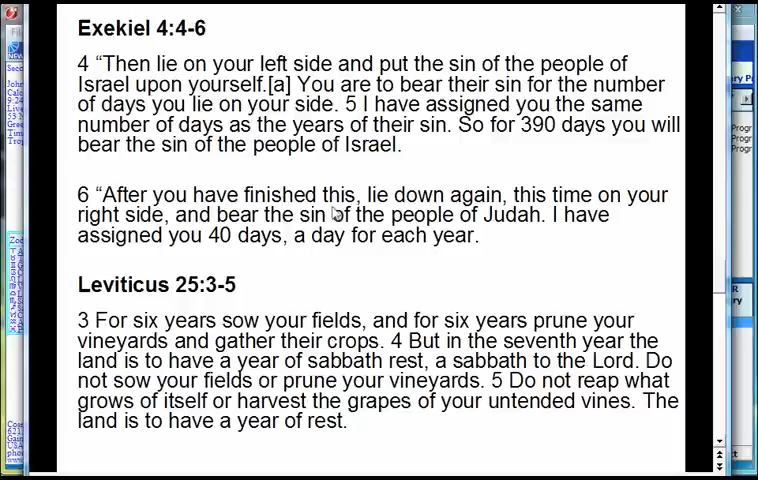 Exekiel 4:4-6
4 “Then lie on your left side and put the sin of the people of
Israel upon yourself.[a] You are to bear their sin for the number
of days you lie on your side. 5 I have assigned you the same
number of days as the years of their sin. So for 390 days you will
bear the sin of the people of Israel.
6 “After you have finished this, lie down again, this time on your
right side, and bear the sin of the people of Judah. I have
assigned you 40 days, a day for each year.
Leviticus 25:3-5
3 For six years sow your fields, and for six years prune your
vineyards and gather their crops. 4 But in the seventh year the
land is to have a year of sabbath rest, a sabbath to the Lord. Do
not sow your fields or prune your vineyards. 5 Do not reap what
grows of itself or harvest the grapes of your untended vines. The
land is to have a year of rest.